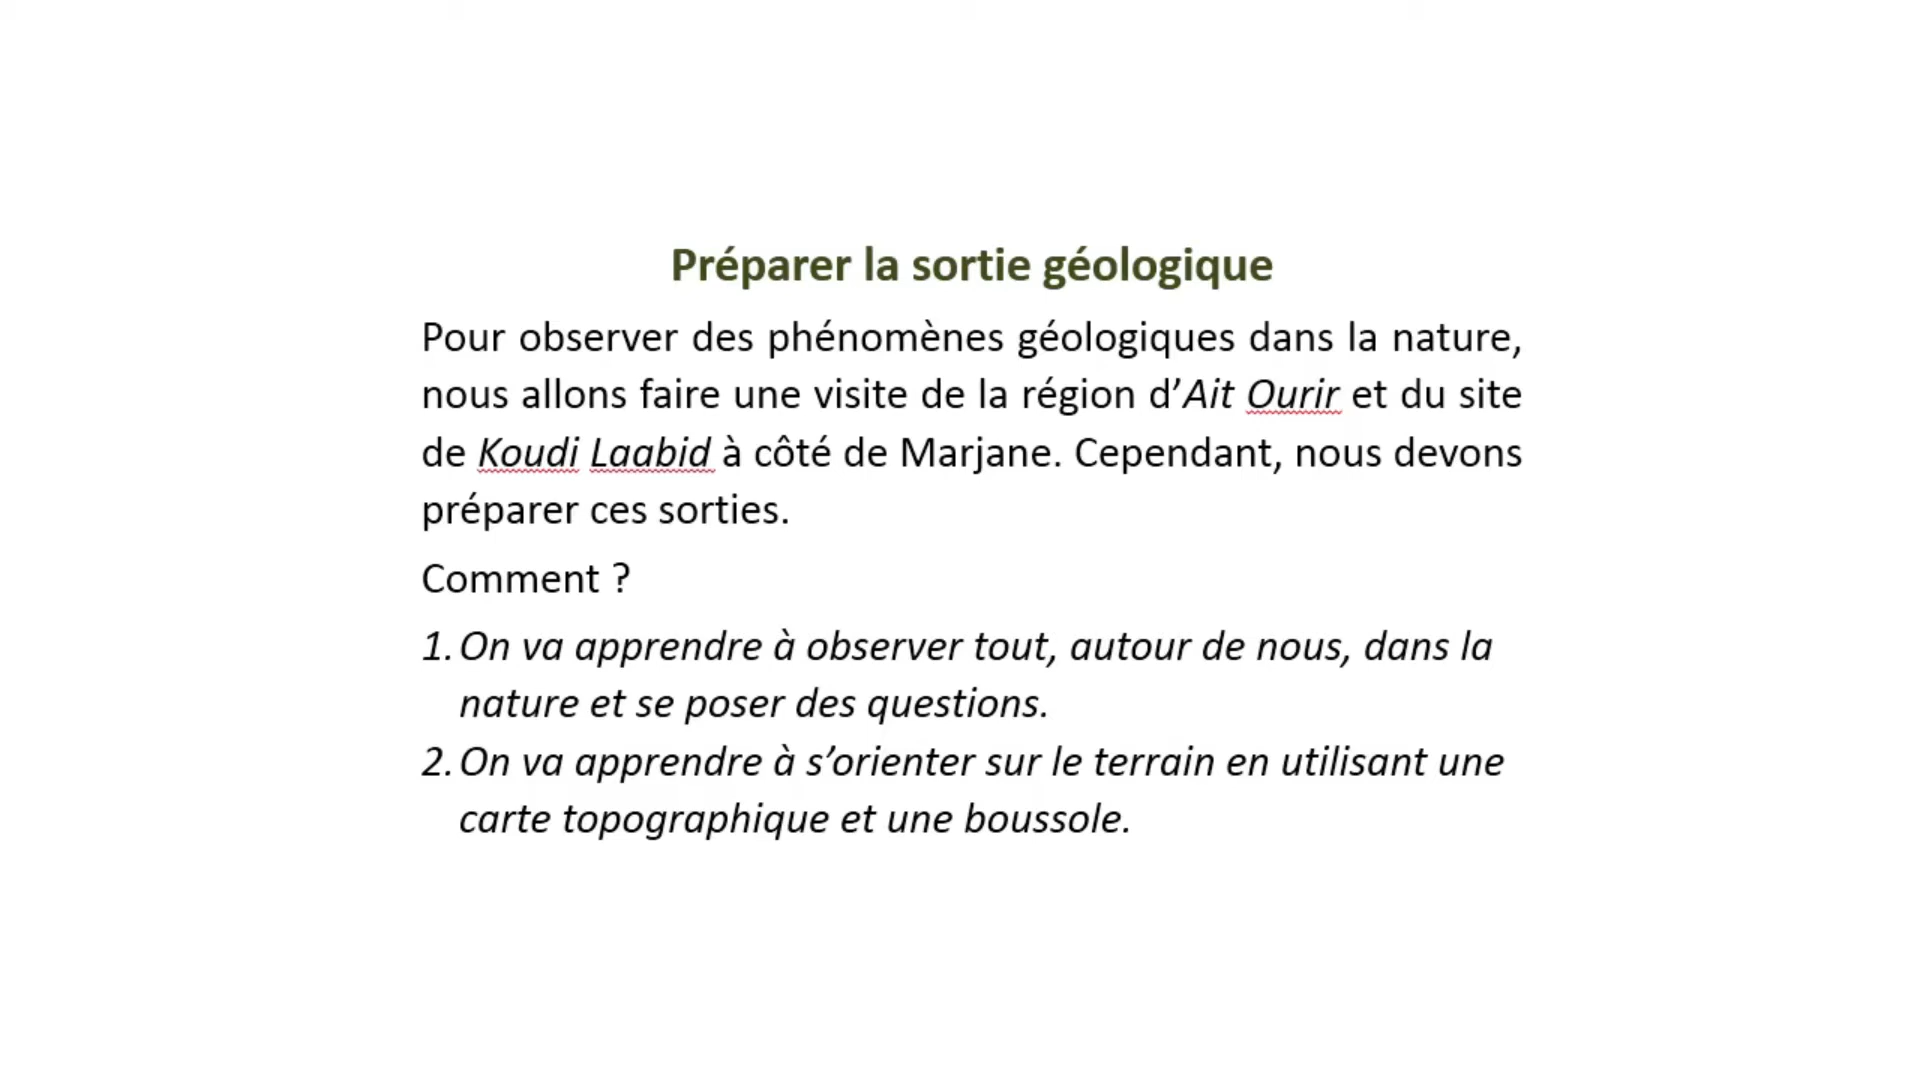 Préparer la sortie géologique
Pour observer des phénomènes géologiques dans la nature,
nous allons faire une visite de la région d’Ait Ourir et du site
de Koudi Laabid à côté de Marjane. Cependant, nous devons
préparer ces sorties.
Comment ?
1. On va apprendre à observer tout, autour de nous, dans la
nature et se poser des questions.
2. On va apprendre à s’orienter sur le terrain en utilisant une
carte topographique et une boussole.